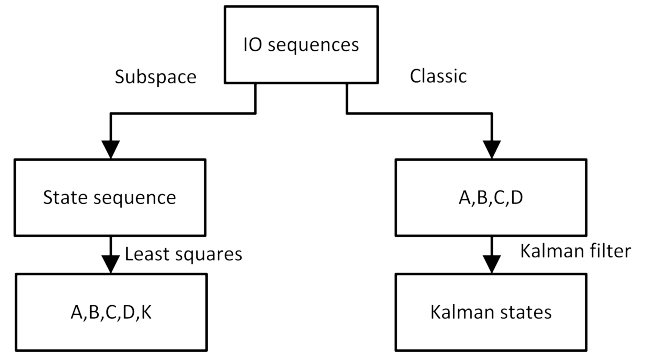 IO sequences
Subspace
Classic
State sequence
A,B,C,D
Least squares
Kalman filter
A,B,C,D,K
Kalman states